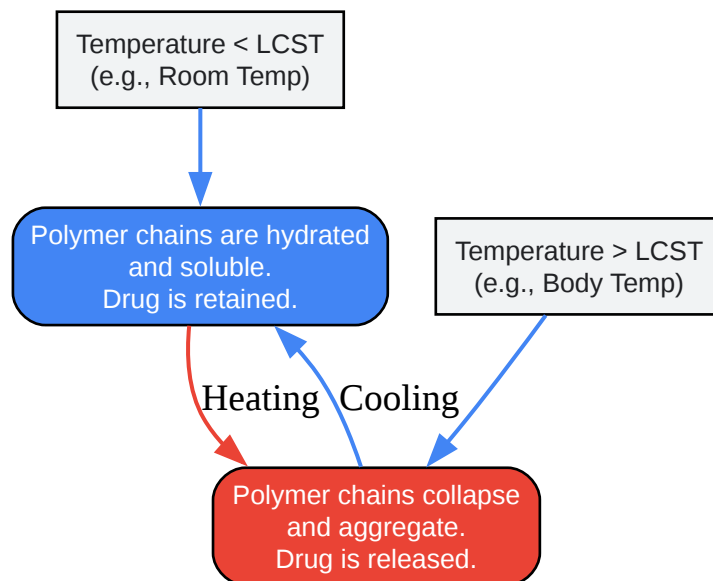 Temperature < LCST
(e.g., Room Temp)
Polymer chains are hydrated
and soluble.
Drug is retained.
Temperature > LCST
(e.g., Body Temp)
Heating
Cooling
Polymer chains collapse
and aggregate.
Drug is released.